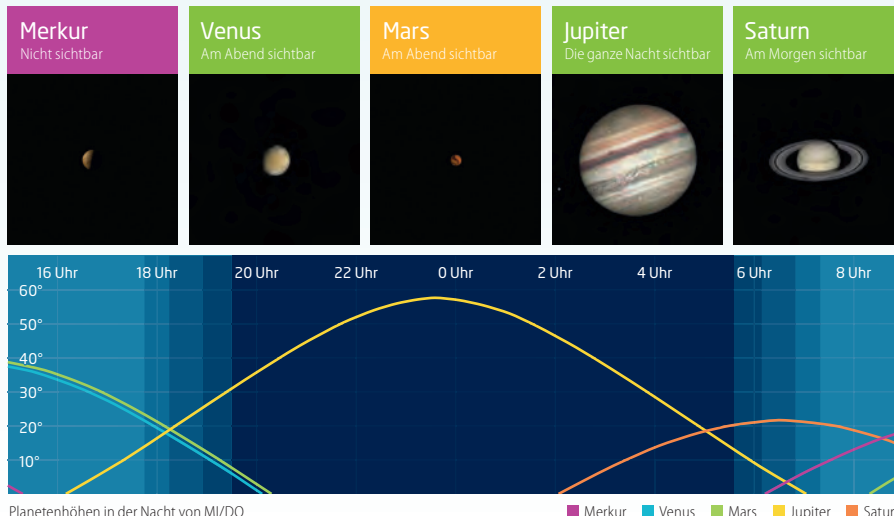 Merkur
Nicht sichtbar
Venus
Am Abend sichtbar
Mars
Am Abend sichtbar
Jupiter
Die ganze Nacht sichtbar
Saturn
Am Morgen sichtbar
16 Uhr 18 Uhr 20 Uhr 22 Uhr 0 Uhr 2 Uhr 4 Uhr 6 Uhr 8 Uhr
60°
50°
40°
30°
20°
10°
Planetenhöhen in der Nacht von MI/DO
Merkur Venus Mars Jupiter Satur